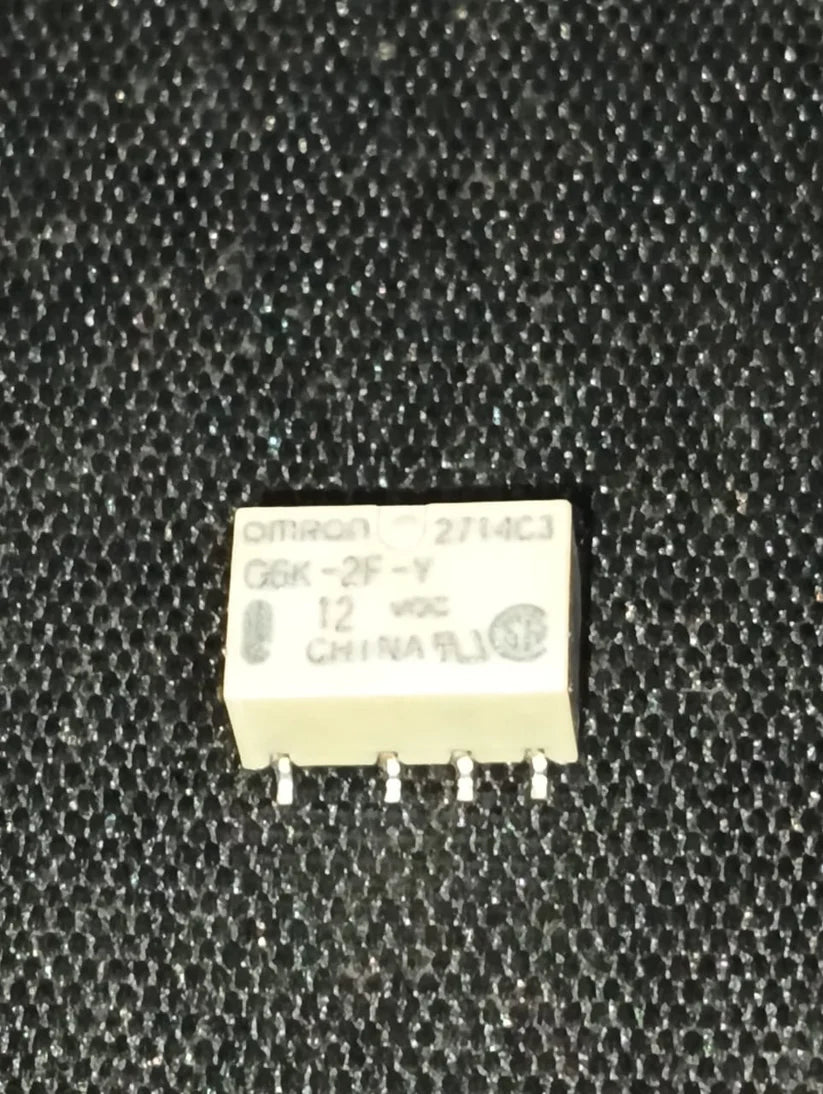 OMRON 2714C3
G6K-2F-Y
12 VDC
CHINA